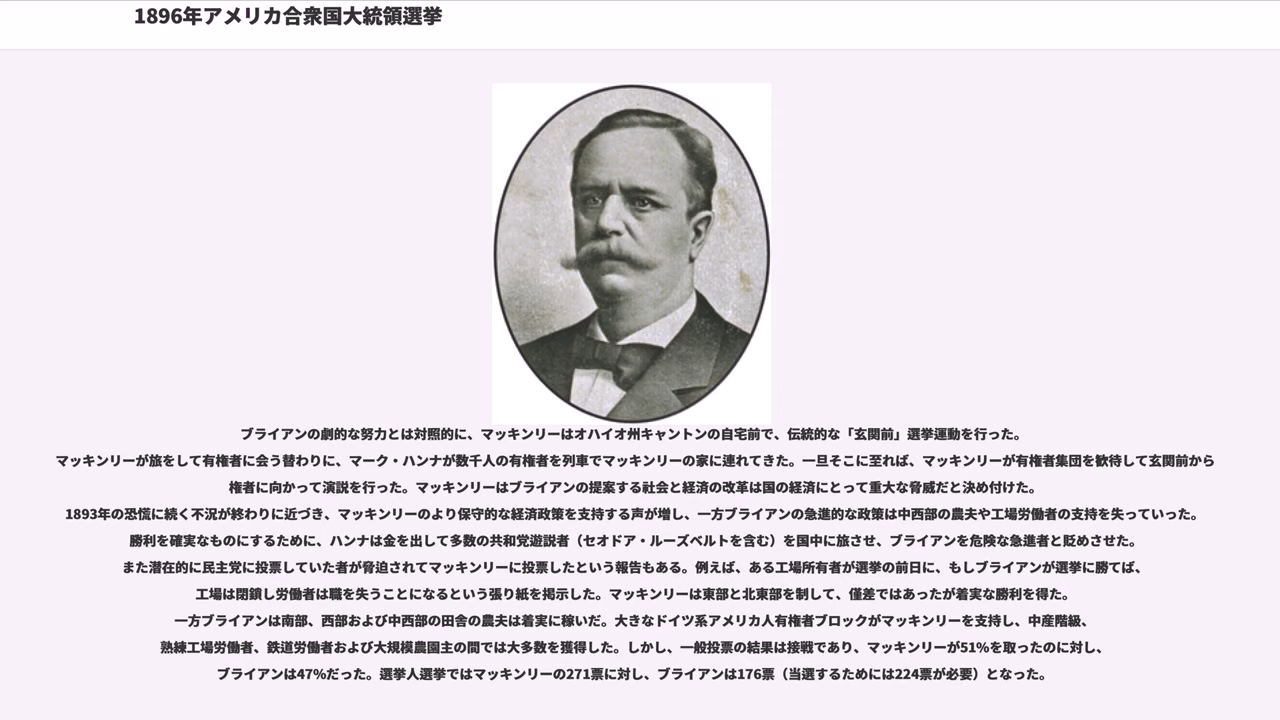 1896年アメリカ合衆国大統領選挙
ブライアンの劇的な努力とは対照的に、マッキンリーはオハイオ州キャントンの自宅前で、伝統的な「玄関前」選挙運動を行った。
マッキンリーが旅をして有権者に会う替わりに、マーク・ハンナが数千人の有権者を列車でマッキンリーの家に連れてきた。一旦そこに至れば、マッキンリーが有権者集団を歓待して玄関前から
権者に向かって演説を行った。マッキンリーはブライアンの提案する社会と経済の改革は国の経済にとって重大な脅威だと決め付けた。
1893年の恐慌に続く不況が終わりに近づき、マッキンリーのより保守的な経済政策を支持する声が増し、一方ブライアンの急進的な政策は中西部の農夫や工場労働者の支持を失っていった。
勝利を確実なものにするために、ハンナは金を出して多数の共和党遊説者（セオドア・ルーズベルトを含む）を国中に旅させ、ブライアンを危険な急進者と貶めさせた。
また潜在的に民主党に投票していた者が脅迫されてマッキンリーに投票したという報告もある。例えば、ある工場所有者が選挙の前日に、もしブライアンが選挙に勝てば、
工場は閉鎖し労働者は職を失うことになるという張り紙を掲示した。マッキンリーは東部と北東部を制して、僅差ではあったが着実な勝利を得た。
一方ブライアンは南部、西部および中西部の田舎の農夫は着実に稼いだ。大きなドイツ系アメリカ人有権者ブロックがマッキンリーを支持し、中産階級、
熟練工場労働者、鉄道労働者および大規模農園主の間では大多数を獲得した。しかし、一般投票の結果は接戦であり、マッキンリーが51%を取ったのに対し、
ブライアンは47%だった。選挙人選挙ではマッキンリーの271票に対し、ブライアンは176票（当選するためには224票が必要）となった。